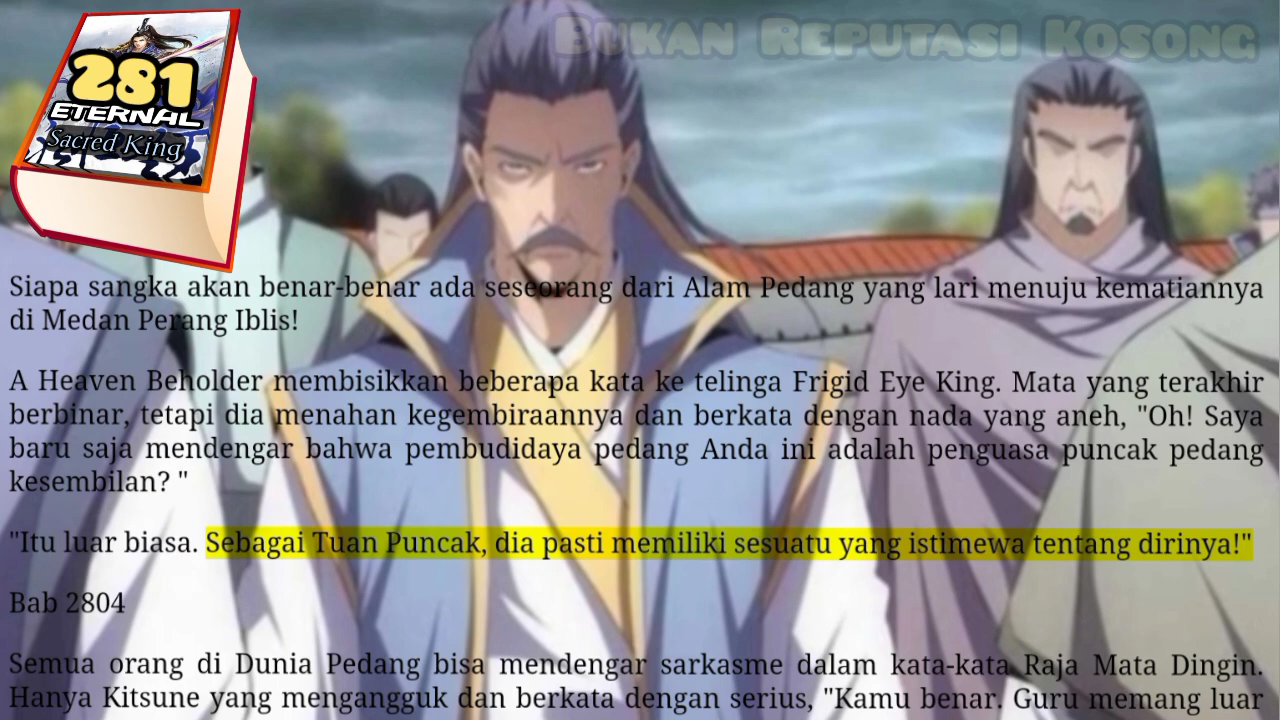 Bukan Reputasi Kosong
281
ETERNAL
Sacred King
Siapa sangka akan benar-benar ada seseorang dari Alam Pedang yang lari menuju kematiannya
di Medan Perang Iblis!
A Heaven Beholder membisikkan beberapa kata ke telinga Frigid Eye King. Mata yang terakhir
berbinar, tetapi dia menahan kegembiraannya dan berkata dengan nada yang aneh, "Oh! Saya
baru saja mendengar bahwa pembudidaya pedang Anda ini adalah penguasa puncak pedang
kesembilan? "
"Itu luar biasa. Sebagai Tuan Puncak, dia pasti memiliki sesuatu yang istimewa tentang dirinya!"
Bab 2804
Semua orang di Dunia Pedang bisa mendengar sarkasme dalam kata-kata Raja Mata Dingin.
Hanya Kitsune yang mengangguk dan berkata dengan serius, "Kamu benar. Guru memang luar